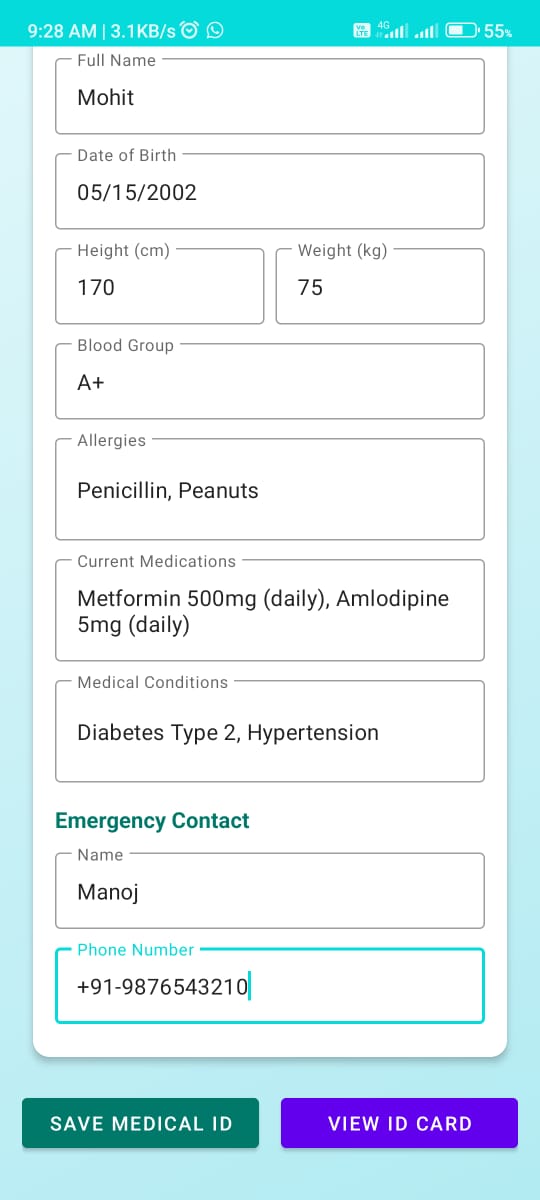 9:28 AM | 3.1KB/s
Vo LTE 4G 55%
Full Name
Mohit
Date of Birth
05/15/2002
Height (cm) Weight (kg)
170 75
Blood Group
A+
Allergies
Penicillin, Peanuts
Current Medications
Metformin 500mg (daily), Amlodipine
5mg (daily)
Medical Conditions
Diabetes Type 2, Hypertension
Emergency Contact
Name
Manoj
Phone Number
+91-9876543210
SAVE MEDICAL ID VIEW ID CARD